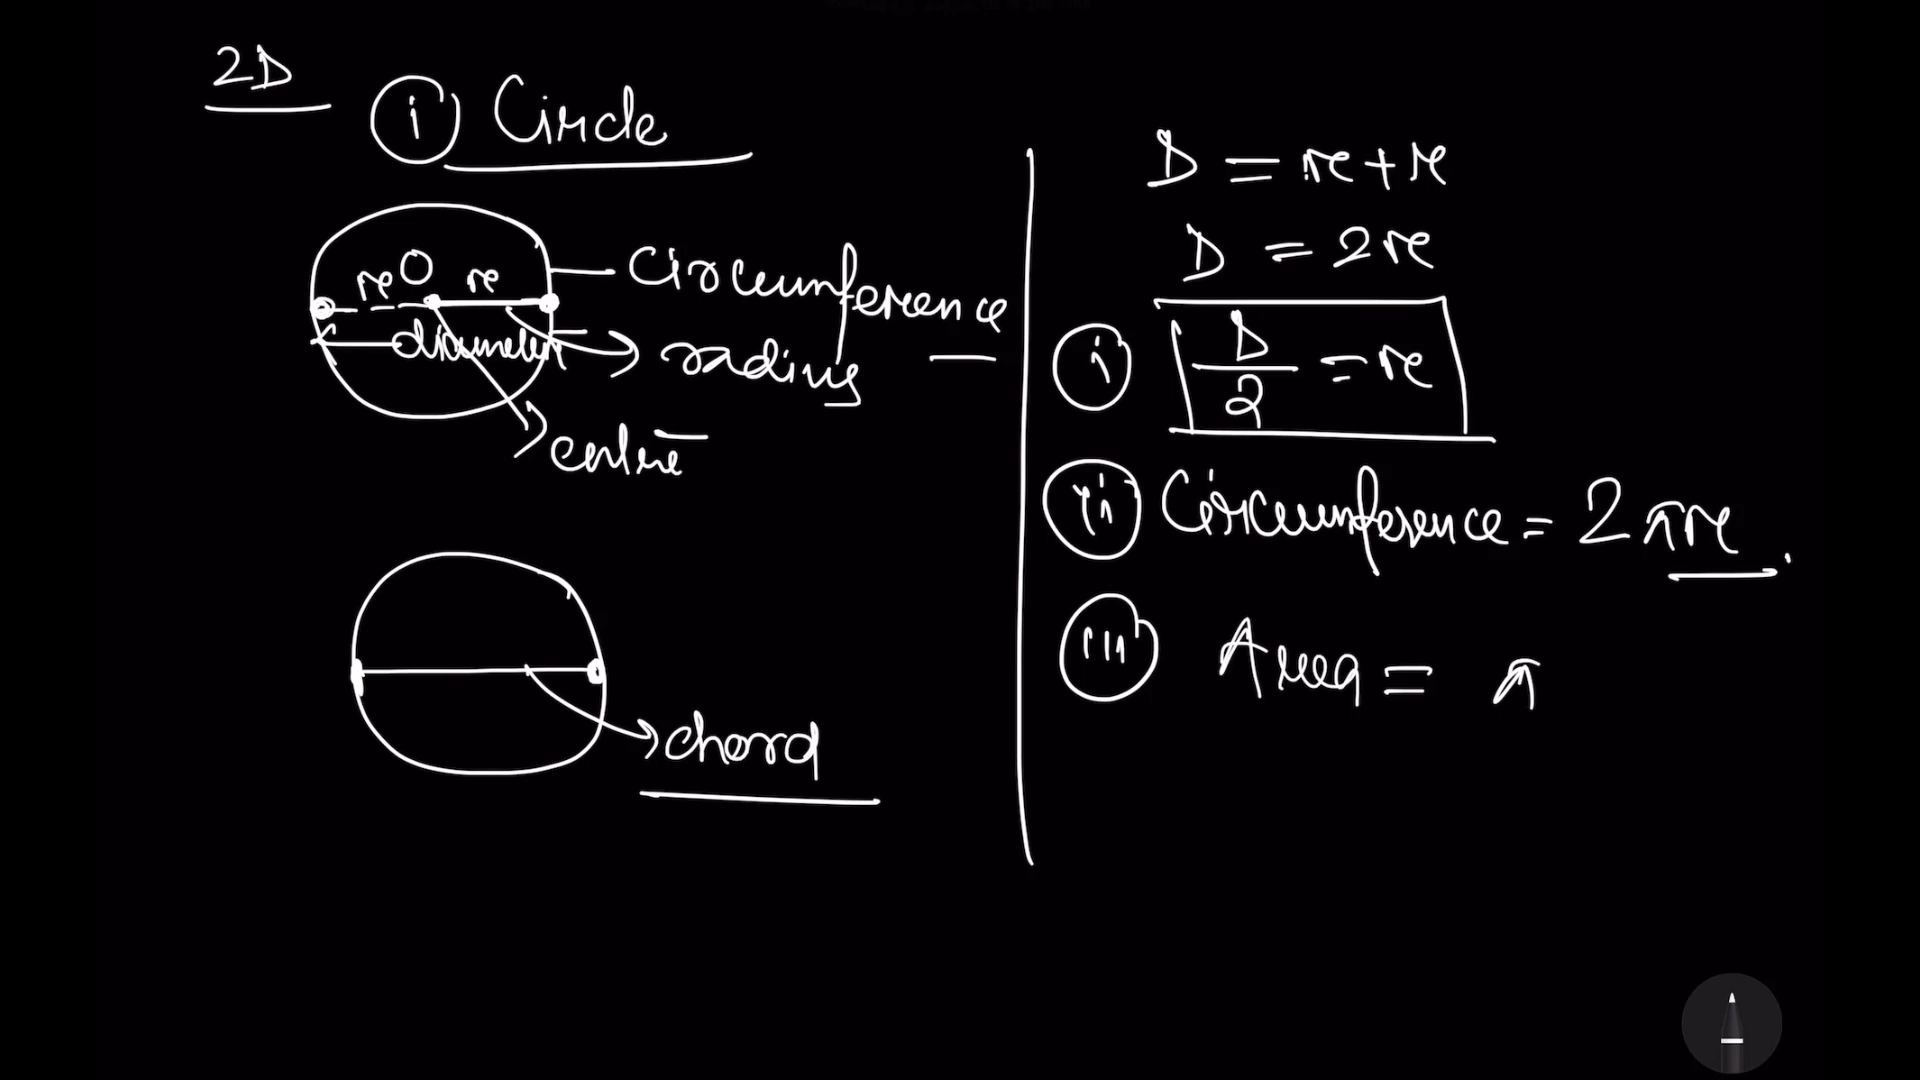 2D
i Circle
r O r
Circumference
diameter
radius
centre
chord
D = r + r
D = 2r
i D/2 = r
ii Circumference = 2πr.
iii Area = π